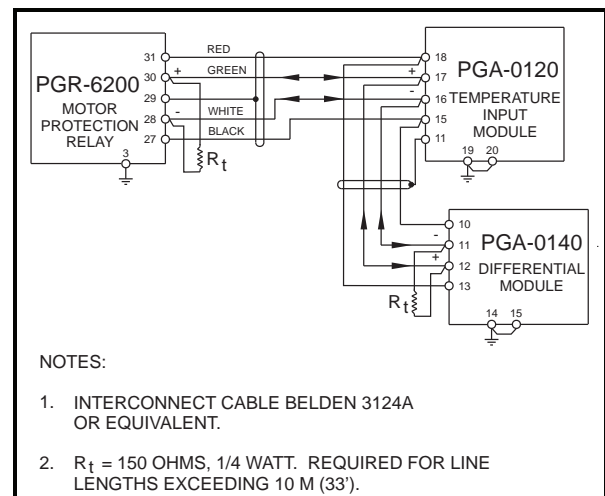 PGR-6200
MOTOR
PROTECTION
RELAY
31
30
29
28
27
3
+
-
RED
GREEN
WHITE
BLACK
Rt
PGA-0120
TEMPERATURE
INPUT
MODULE
18
17
16
15
11
+
-
19 20
PGA-0140
DIFFERENTIAL
MODULE
10
11
12
13
-
+
Rt
14 15
NOTES:
1. INTERCONNECT CABLE BELDEN 3124A
OR EQUIVALENT.
2. Rt = 150 OHMS, 1/4 WATT. REQUIRED FOR LINE
LENGTHS EXCEEDING 10 M (33').